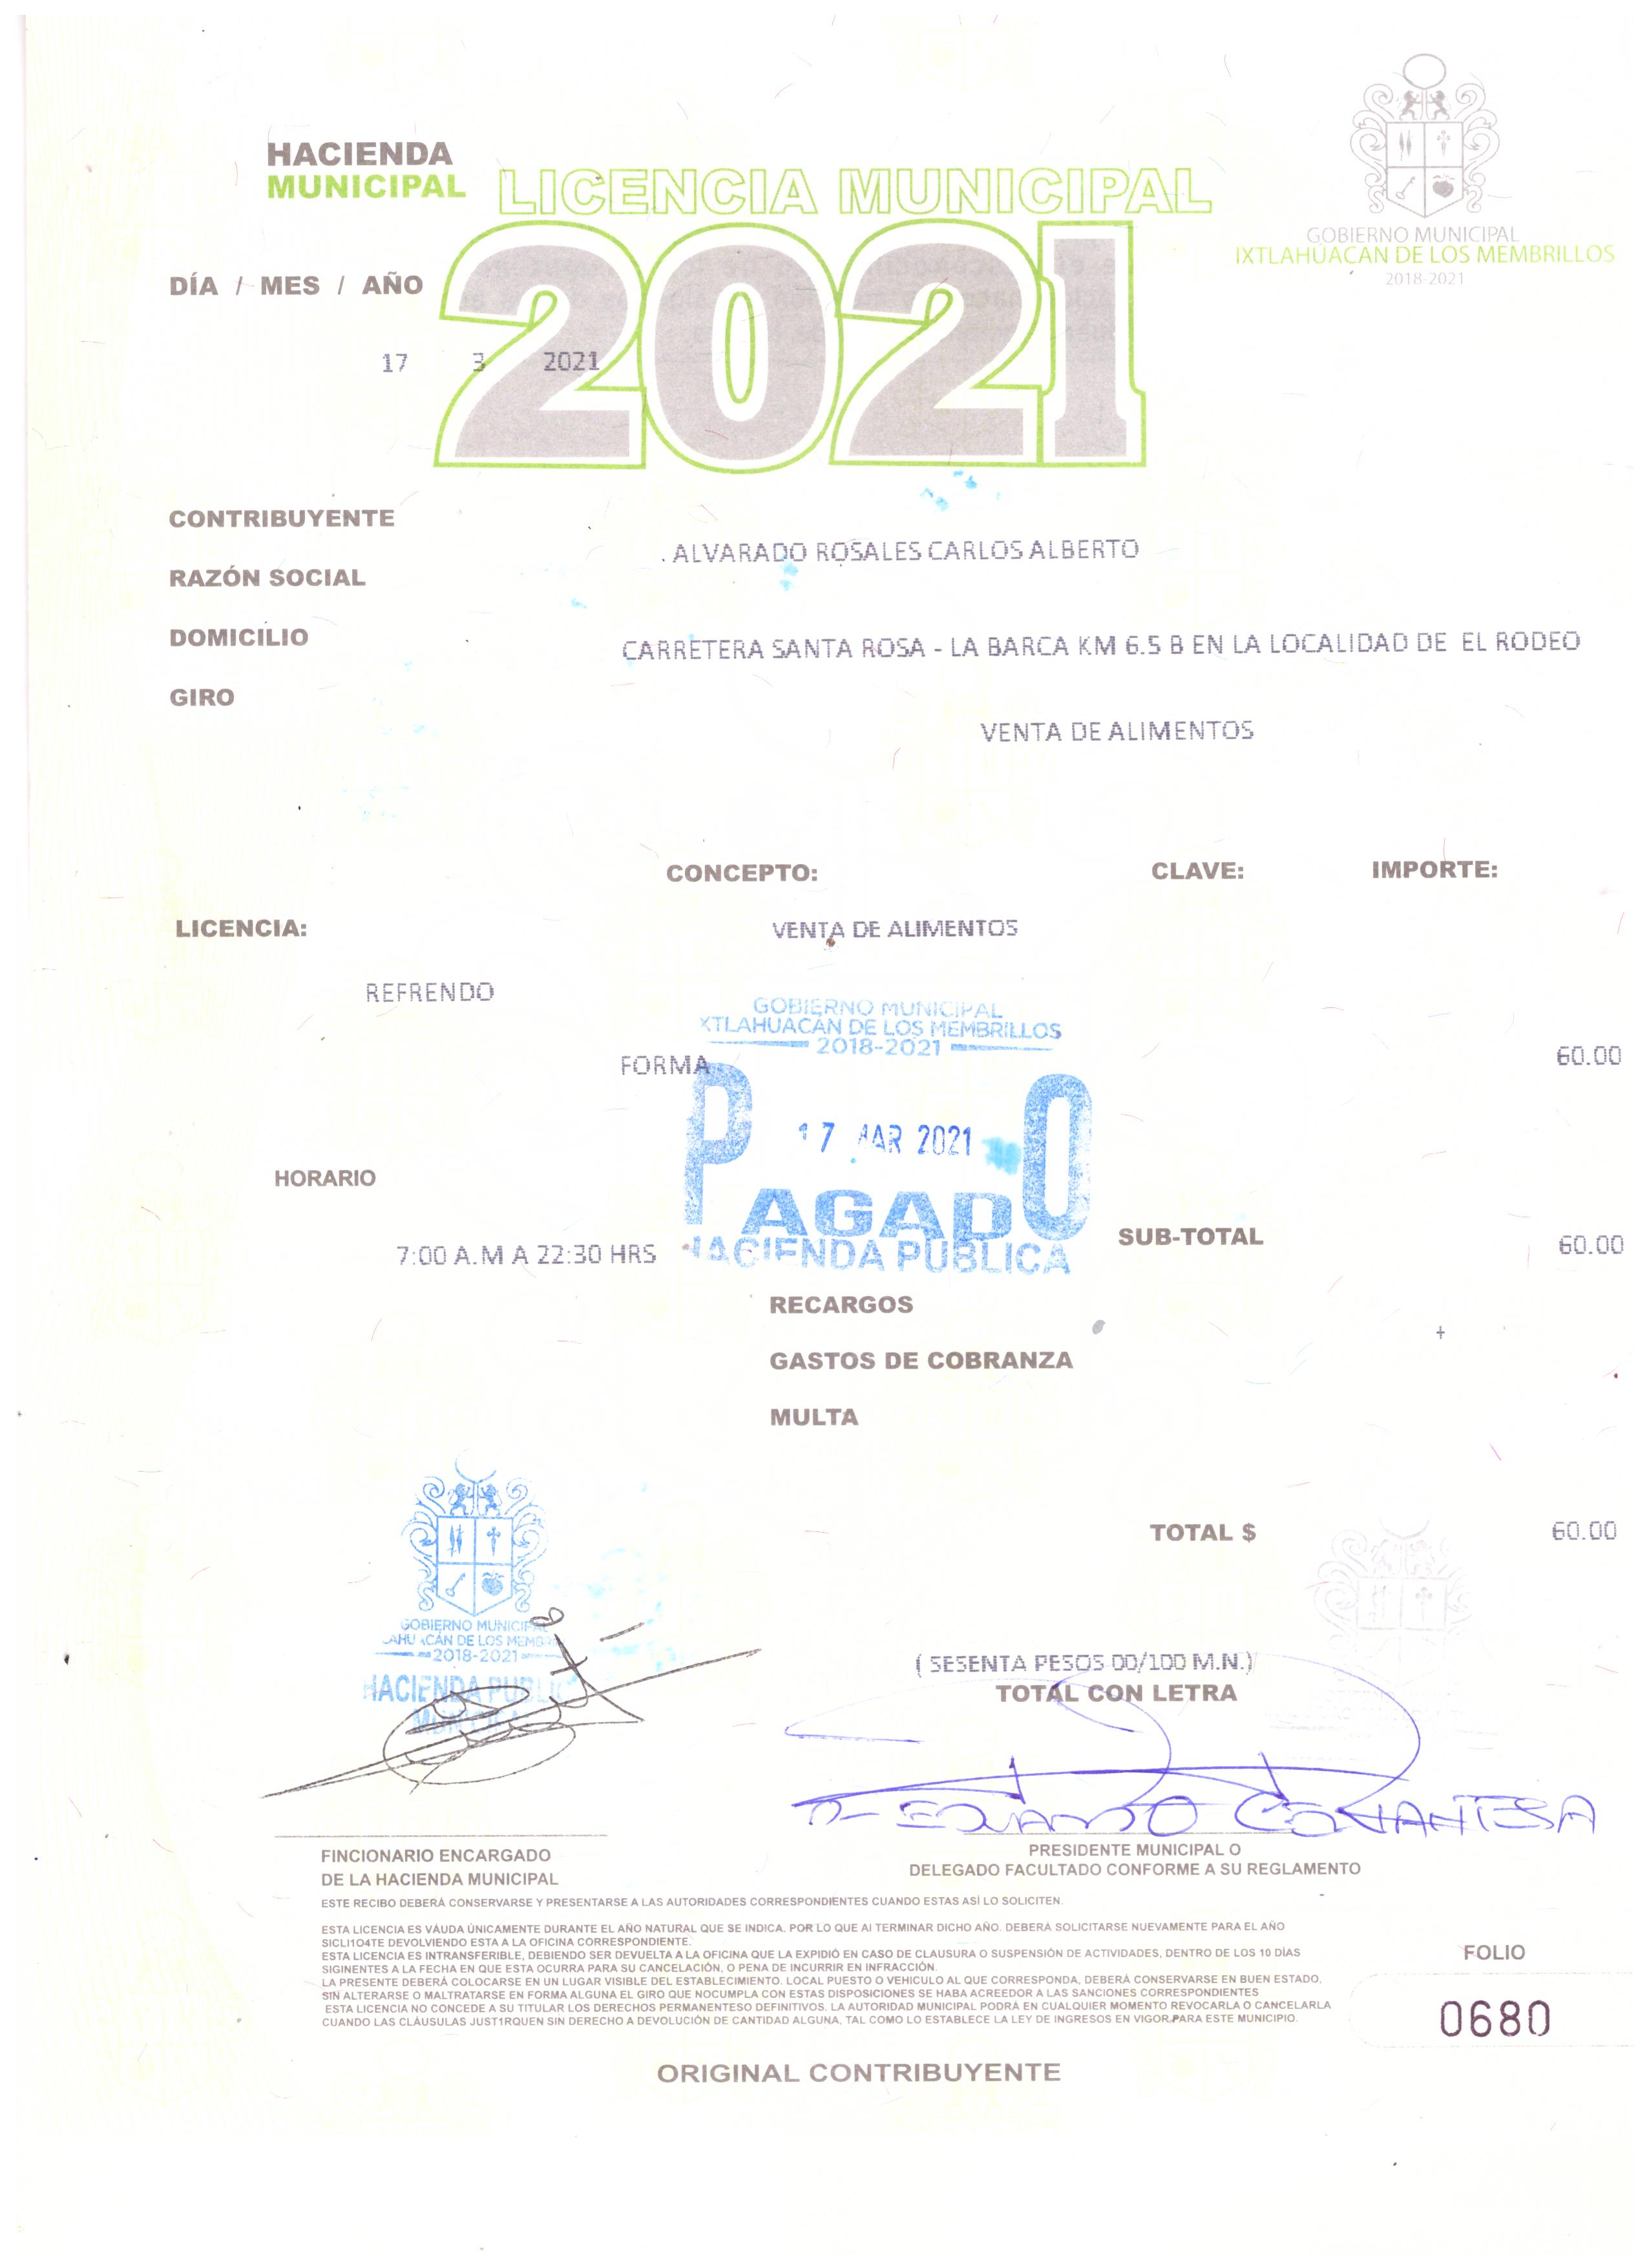 HACIENDA
MUNICIPAL
LICENCIA MUNICIPAL
2021
GOBIERNO MUNICIPAL
IXTLAHUACAN DE LOS MEMBRILLOS
2018-2021
DÍA / MES / AÑO
17 3 2021
CONTRIBUYENTE
. ALVARADO ROSALES CARLOS ALBERTO
RAZÓN SOCIAL
DOMICILIO
CARRETERA SANTA ROSA - LA BARCA KM 6.5 B EN LA LOCALIDAD DE EL RODEO
GIRO
VENTA DE ALIMENTOS
CONCEPTO: CLAVE: IMPORTE:
LICENCIA: VENTA DE ALIMENTOS
REFRENDO
GOBIERNO MUNICIPAL
XTLAHUACAN DE LOS MEMBRILLOS
2018-2021
FORMA 60.00
17 MAR 2021
PAGADO
HACIENDA PUBLICA
HORARIO
7:00 A.M A 22:30 HRS
SUB-TOTAL 60.00
RECARGOS
GASTOS DE COBRANZA
MULTA
TOTAL $ 60.00
GOBIERNO MUNICIPAL
CAN DE LOS MEMB
2018-2021
HACIENDA PUBLIC
( SESENTA PESOS 00/100 M.N.)
TOTAL CON LETRA
FINCIONARIO ENCARGADO
DE LA HACIENDA MUNICIPAL
PRESIDENTE MUNICIPAL O
DELEGADO FACULTADO CONFORME A SU REGLAMENTO
ESTE RECIBO DEBERÁ CONSERVARSE Y PRESENTARSE A LAS AUTORIDADES CORRESPONDIENTES CUANDO ESTAS ASÍ LO SOLICITEN.
ESTA LICENCIA ES VÁUDA ÚNICAMENTE DURANTE EL AÑO NATURAL QUE SE INDICA. POR LO QUE AI TERMINAR DICHO AÑO. DEBERÁ SOLICITARSE NUEVAMENTE PARA EL AÑO
SICLI1O4TE DEVOLVIENDO ESTA A LA OFICINA CORRESPONDIENTE.
ESTA LICENCIA ES INTRANSFERIBLE, DEBIENDO SER DEVUELTA A LA OFICINA QUE LA EXPIDIÓ EN CASO DE CLAUSURA O SUSPENSIÓN DE ACTIVIDADES, DENTRO DE LOS 10 DÍAS
SIGINENTES A LA FECHA EN QUE ESTA OCURRA PARA SU CANCELACIÓN, O PENA DE INCURRIR EN INFRACCIÓN.
LA PRESENTE DEBERÁ COLOCARSE EN UN LUGAR VISIBLE DEL ESTABLECIMIENTO. LOCAL PUESTO O VEHICULO AL QUE CORRESPONDA, DEBERÁ CONSERVARSE EN BUEN ESTADO,
SIN ALTERARSE O MALTRATARSE EN FORMA ALGUNA EL GIRO QUE NOCUMPLA CON ESTAS DISPOSICIONES SE HABA ACREEDOR A LAS SANCIONES CORRESPONDIENTES
ESTA LICENCIA NO CONCEDE A SU TITULAR LOS DERECHOS PERMANENTESO DEFINITIVOS. LA AUTORIDAD MUNICIPAL PODRÁ EN CUALQUIER MOMENTO REVOCARLA O CANCELARLA
CUANDO LAS CLÁUSULAS JUST1RQUEN SIN DERECHO A DEVOLUCIÓN DE CANTIDAD ALGUNA, TAL COMO LO ESTABLECE LA LEY DE INGRESOS EN VIGOR PARA ESTE MUNICIPIO.
FOLIO
0680
ORIGINAL CONTRIBUYENTE